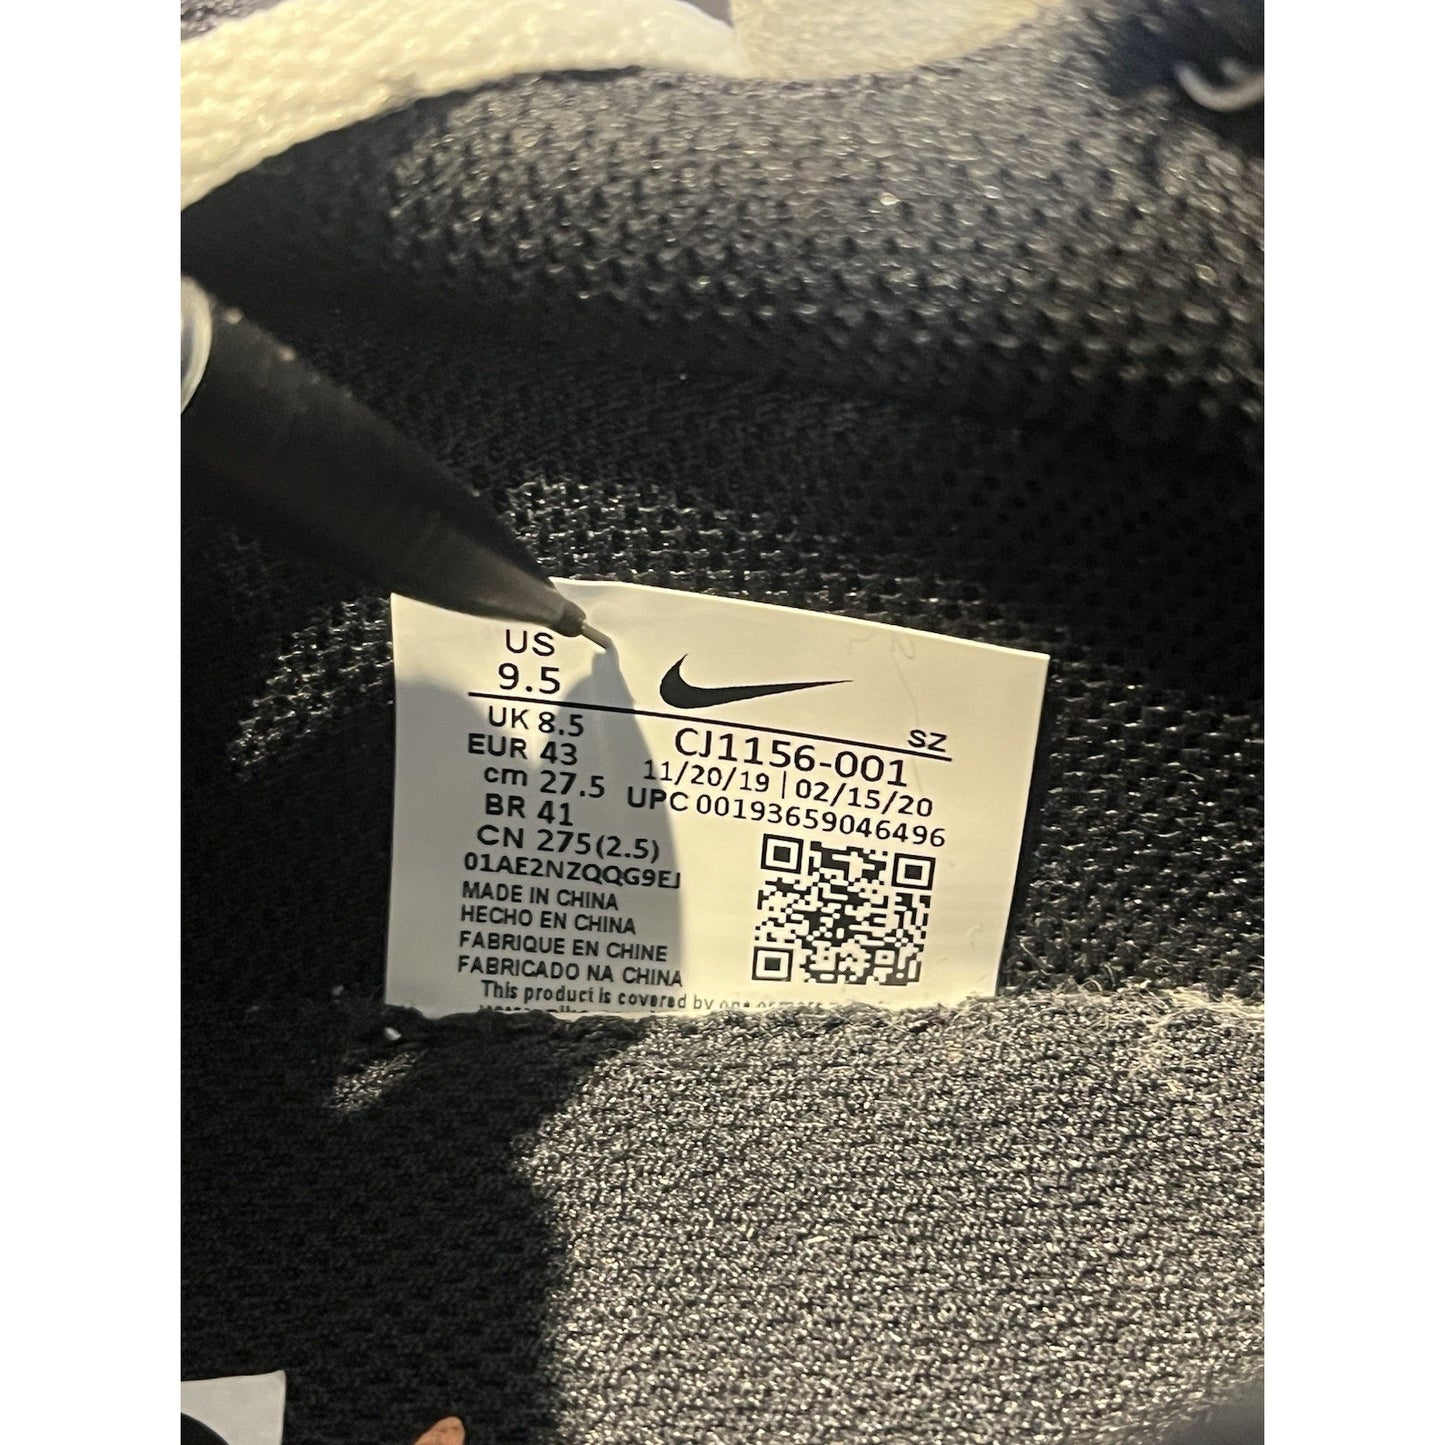 US
9.5
UK 8.5
EUR 43
cm 27.5
BR 41
CN 275(2.5)
01AE2NZQQG9EJ
MADE IN CHINA
HECHO EN CHINA
FABRIQUE EN CHINE
FABRICADO NA CHINA
This product is covered by one or more
SZ
CJ1156-001
11/20/19 | 02/15/20
UPC 00193659046496